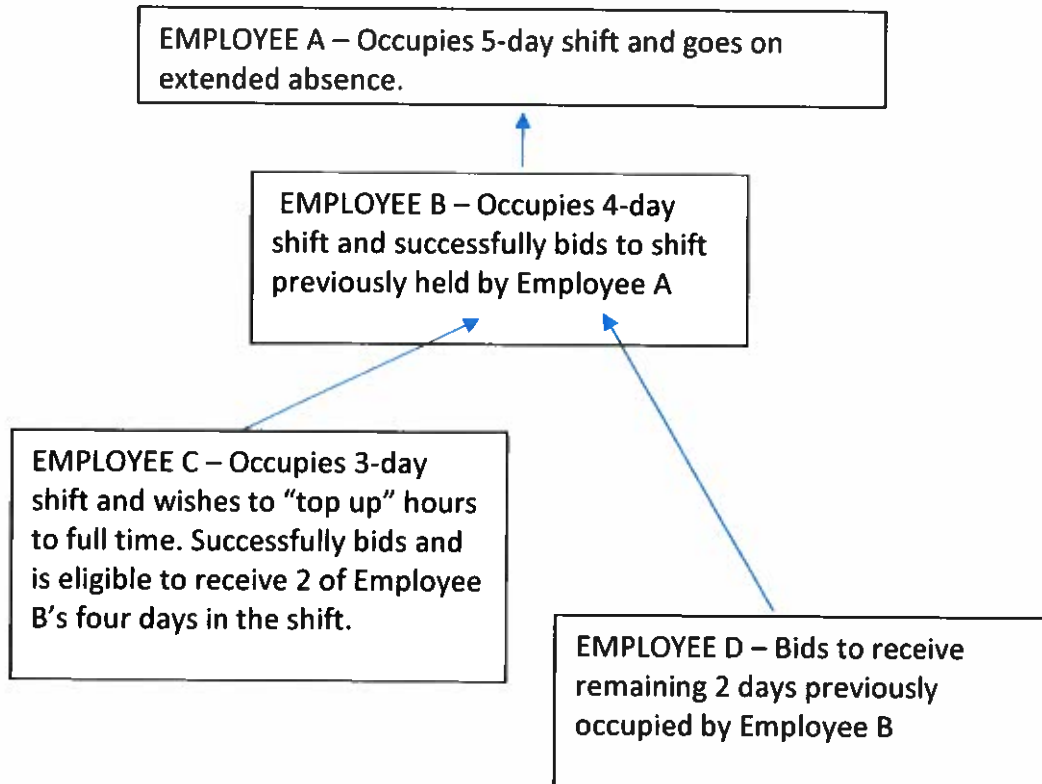 EMPLOYEE A – Occupies 5-day shift and goes on
extended absence.
EMPLOYEE B – Occupies 4-day
shift and successfully bids to shift
previously held by Employee A
EMPLOYEE C – Occupies 3-day
shift and wishes to “top up” hours
to full time. Successfully bids and
is eligible to receive 2 of Employee
B’s four days in the shift.
EMPLOYEE D – Bids to receive
remaining 2 days previously
occupied by Employee B